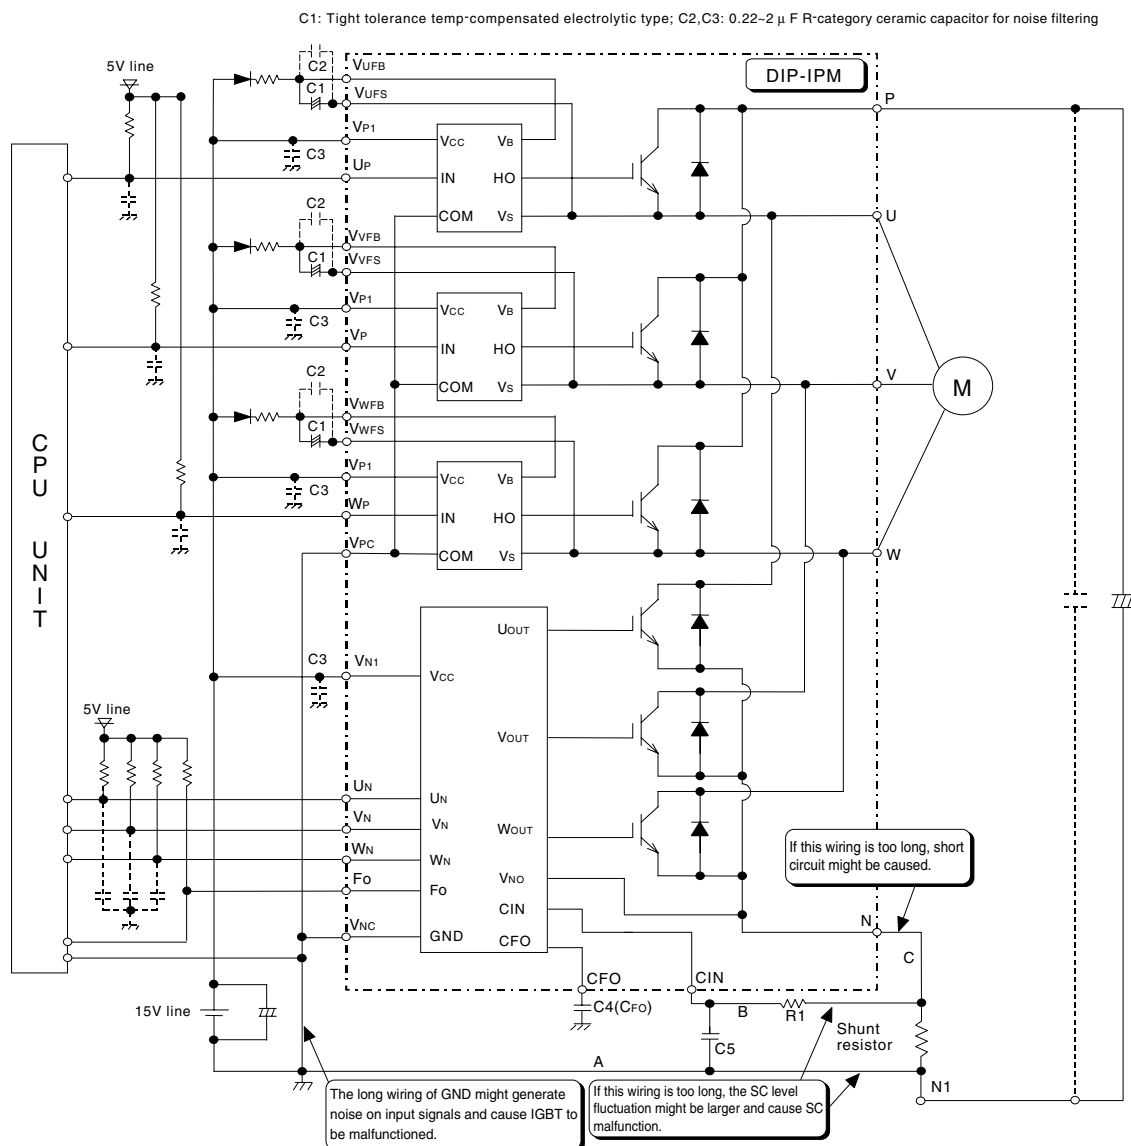 C1: Tight tolerance temp-compensated electrolytic type; C2,C3: 0.22~2 μ F R-category ceramic capacitor for noise filtering
DIP-IPM
5V line
C2
VUFB
C1
VUFS
P
VP1
C3
VCC
VB
UP
IN
HO
COM
VS
U
C2
VVFB
C1
VVFS
VP1
C3
VCC
VB
VP
IN
HO
COM
VS
V
M
C2
VWFB
C1
VWFS
VP1
C3
VCC
VB
WP
IN
HO
VPC
COM
VS
W
CPU UNIT
UOUT
C3
VN1
VCC
5V line
VOUT
UN
UN
VN
VN
WOUT
WN
WN
If this wiring is too long, short
circuit might be caused.
FO
FO
VNO
CIN
VNC
GND
CFO
N
C
CFO
CIN
15V line
C4(CFO)
B
R1
Shunt
resistor
C5
A
N1
The long wiring of GND might generate
noise on input signals and cause IGBT to
be malfunctioned.
If this wiring is too long, the SC level
fluctuation might be larger and cause SC
malfunction.